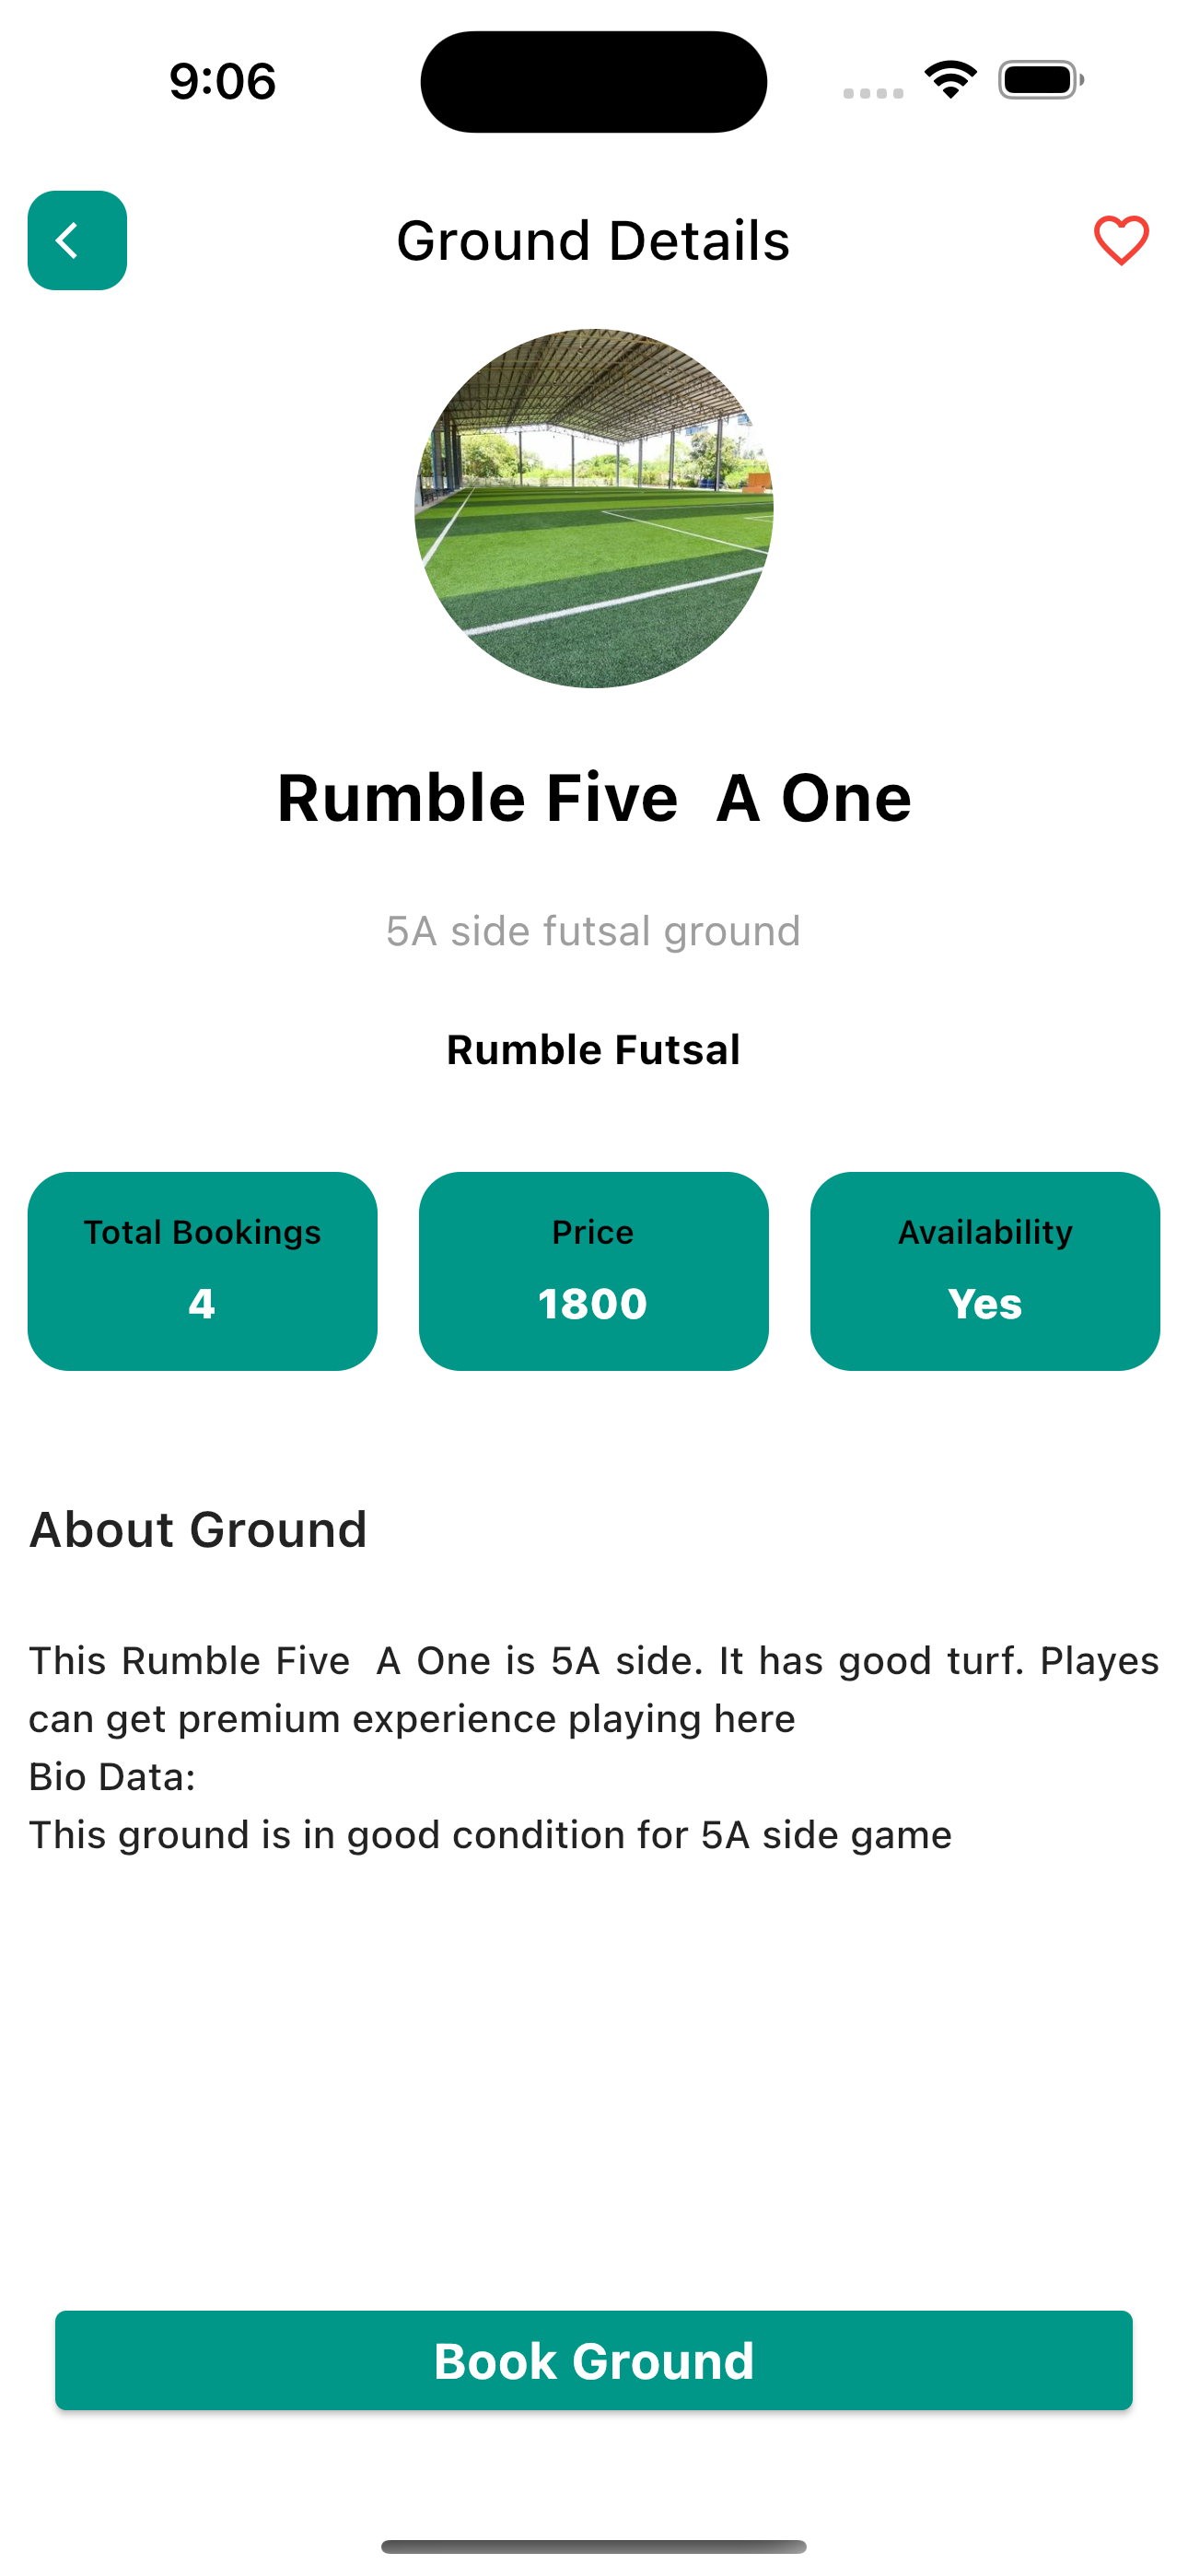 9:06
Ground Details
Rumble Five  A One
5A side futsal ground
Rumble Futsal
Total Bookings
4
Price
1800
Availability
Yes
About Ground
This Rumble Five  A One is 5A side. It has good turf. Playes
can get premium experience playing here
Bio Data:
This ground is in good condition for 5A side game
Book Ground